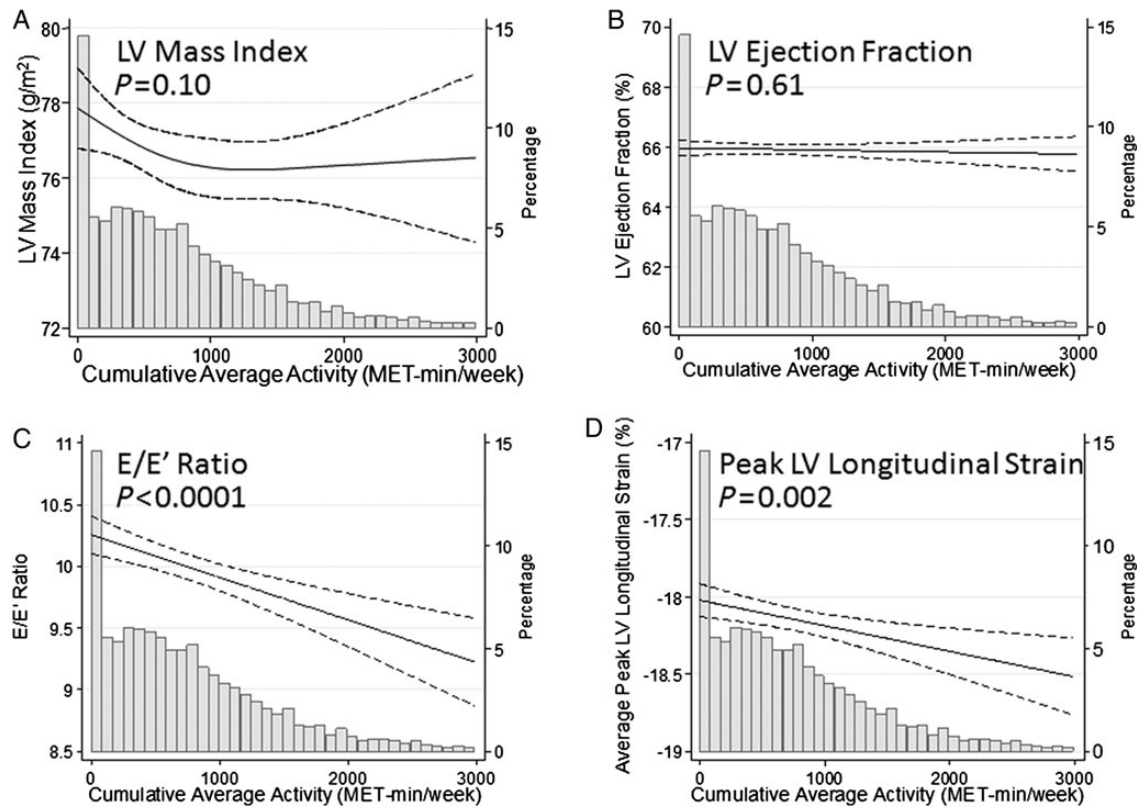 A
LV Mass Index
P=0.10
LV Mass Index (g/m²)
80
78
76
74
72
15
10
5
0
Percentage
0 1000 2000 3000
Cumulative Average Activity (MET-min/week)
B
LV Ejection Fraction
P=0.61
LV Ejection Fraction (%)
70
68
66
64
62
60
15
10
5
0
Percentage
0 1000 2000 3000
Cumulative Average Activity (MET-min/week)
C
E/E’ Ratio
P<0.0001
E/E' Ratio
11
10.5
10
9.5
9
8.5
15
10
5
0
Percentage
0 1000 2000 3000
Cumulative Average Activity (MET-min/week)
D
Peak LV Longitudinal Strain
P=0.002
Average Peak LV Longitudinal Strain (%)
-17
-17.5
-18
-18.5
-19
15
10
5
0
Percentage
0 1000 2000 3000
Cumulative Average Activity (MET-min/week)